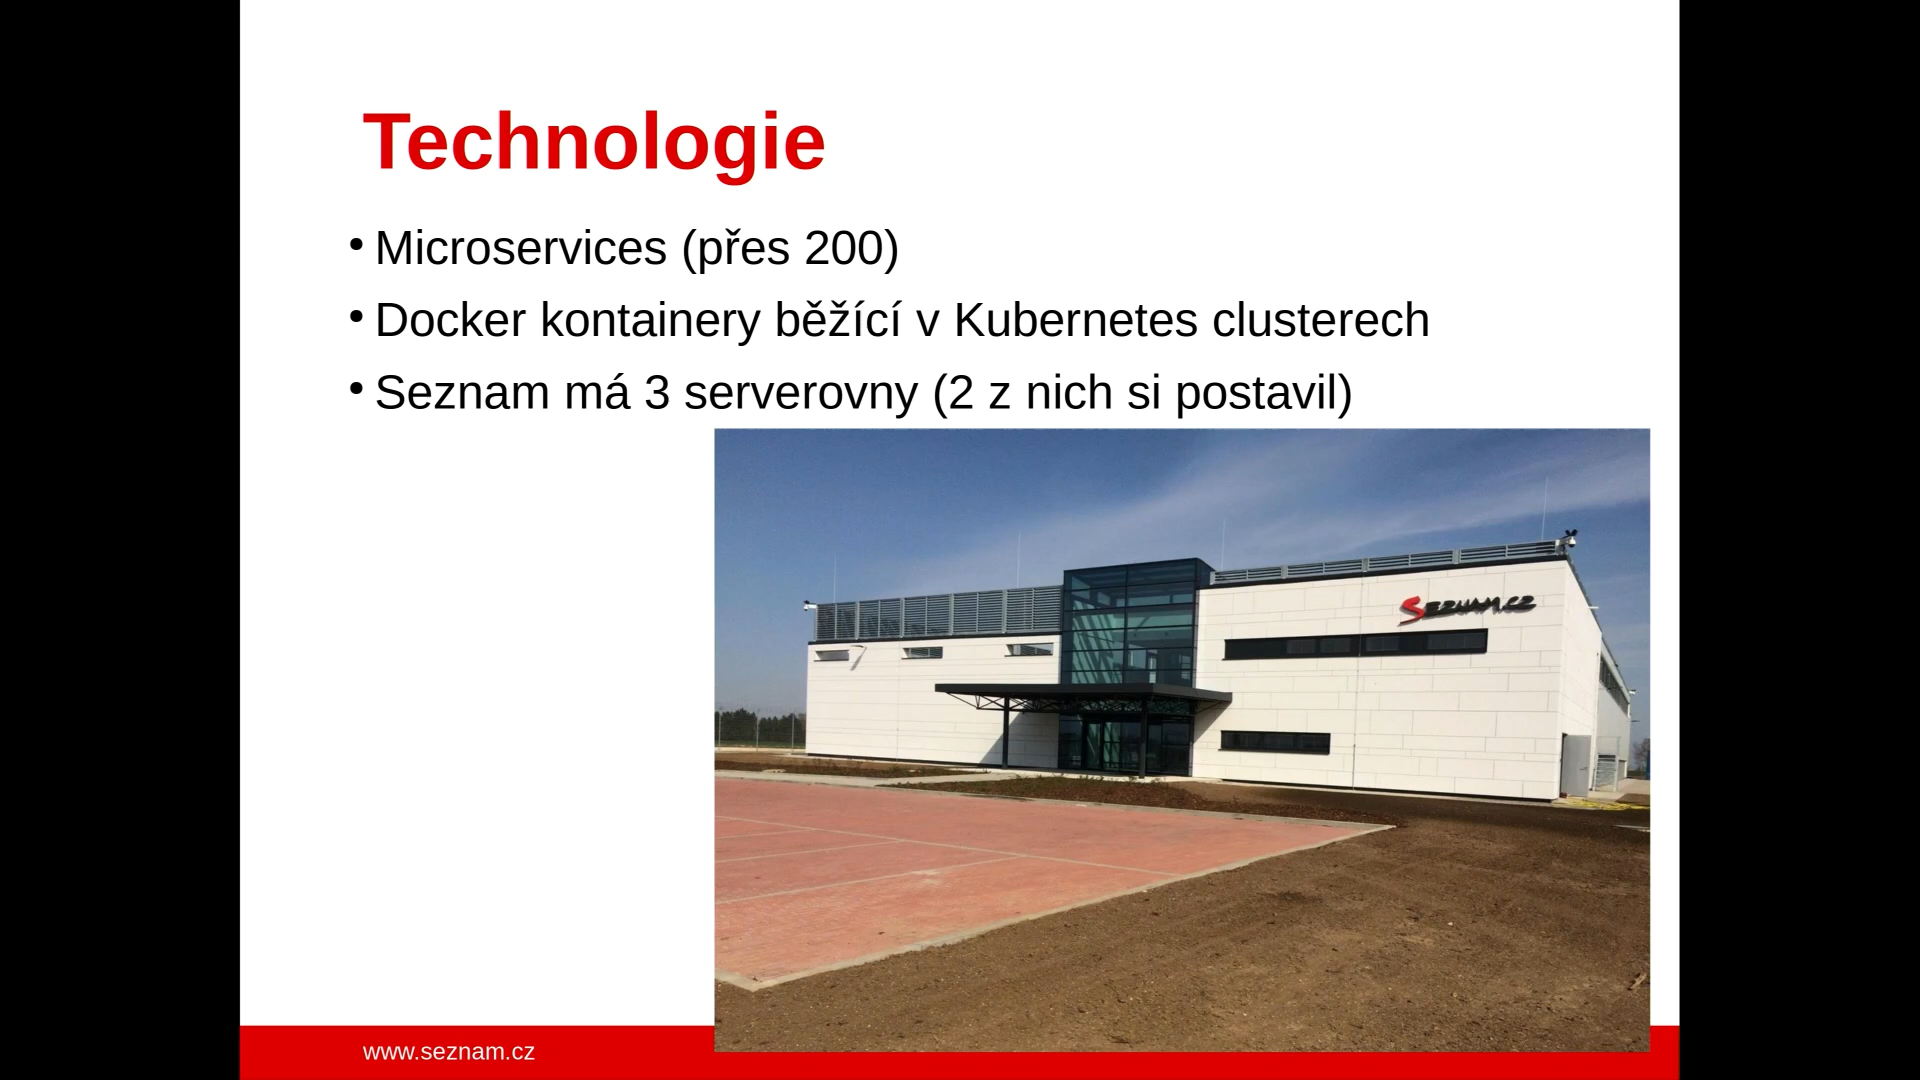 Technologie
• Microservices (přes 200)
• Docker kontainery běžící v Kubernetes clusterech
• Seznam má 3 serverovny (2 z nich si postavil)
SEZNAM.CZ
www.seznam.cz